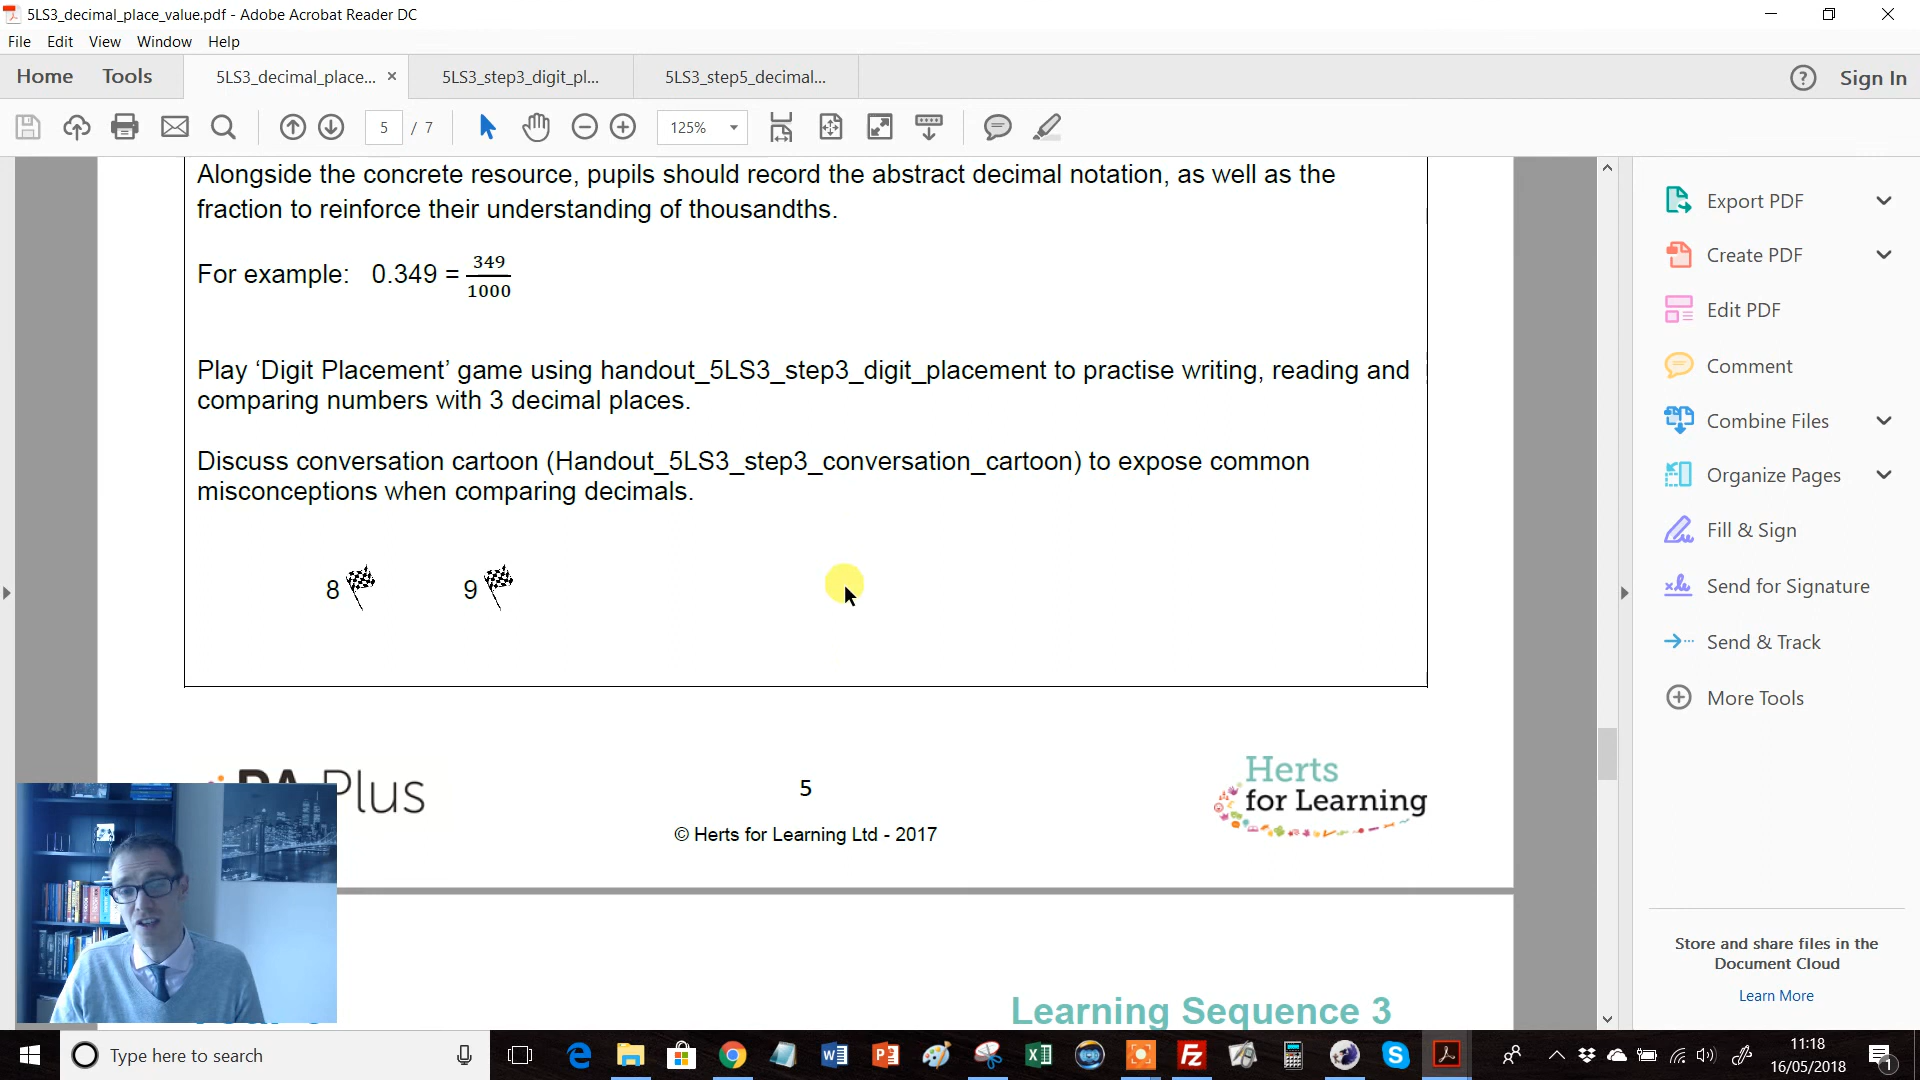 5LS3_decimal_place_value.pdf - Adobe Acrobat Reader DC
File Edit View Window Help
Home Tools 5LS3_decimal_place... × 5LS3_step3_digit_pl... 5LS3_step5_decimal... Sign In
5 / 7 125%
Alongside the concrete resource, pupils should record the abstract decimal notation, as well as the
fraction to reinforce their understanding of thousandths.
For example: 0.349 = 349
1000
Play ‘Digit Placement’ game using handout_5LS3_step3_digit_placement to practise writing, reading and
comparing numbers with 3 decimal places.
Discuss conversation cartoon (Handout_5LS3_step3_conversation_cartoon) to expose common
misconceptions when comparing decimals.
8 9
Plus
5
© Herts for Learning Ltd - 2017
Herts
for Learning
Learning Sequence 3
Export PDF
Create PDF
Edit PDF
Comment
Combine Files
Organize Pages
Fill & Sign
Send for Signature
Send & Track
More Tools
Store and share files in the
Document Cloud
Learn More
Type here to search
11:18
16/05/2018
1